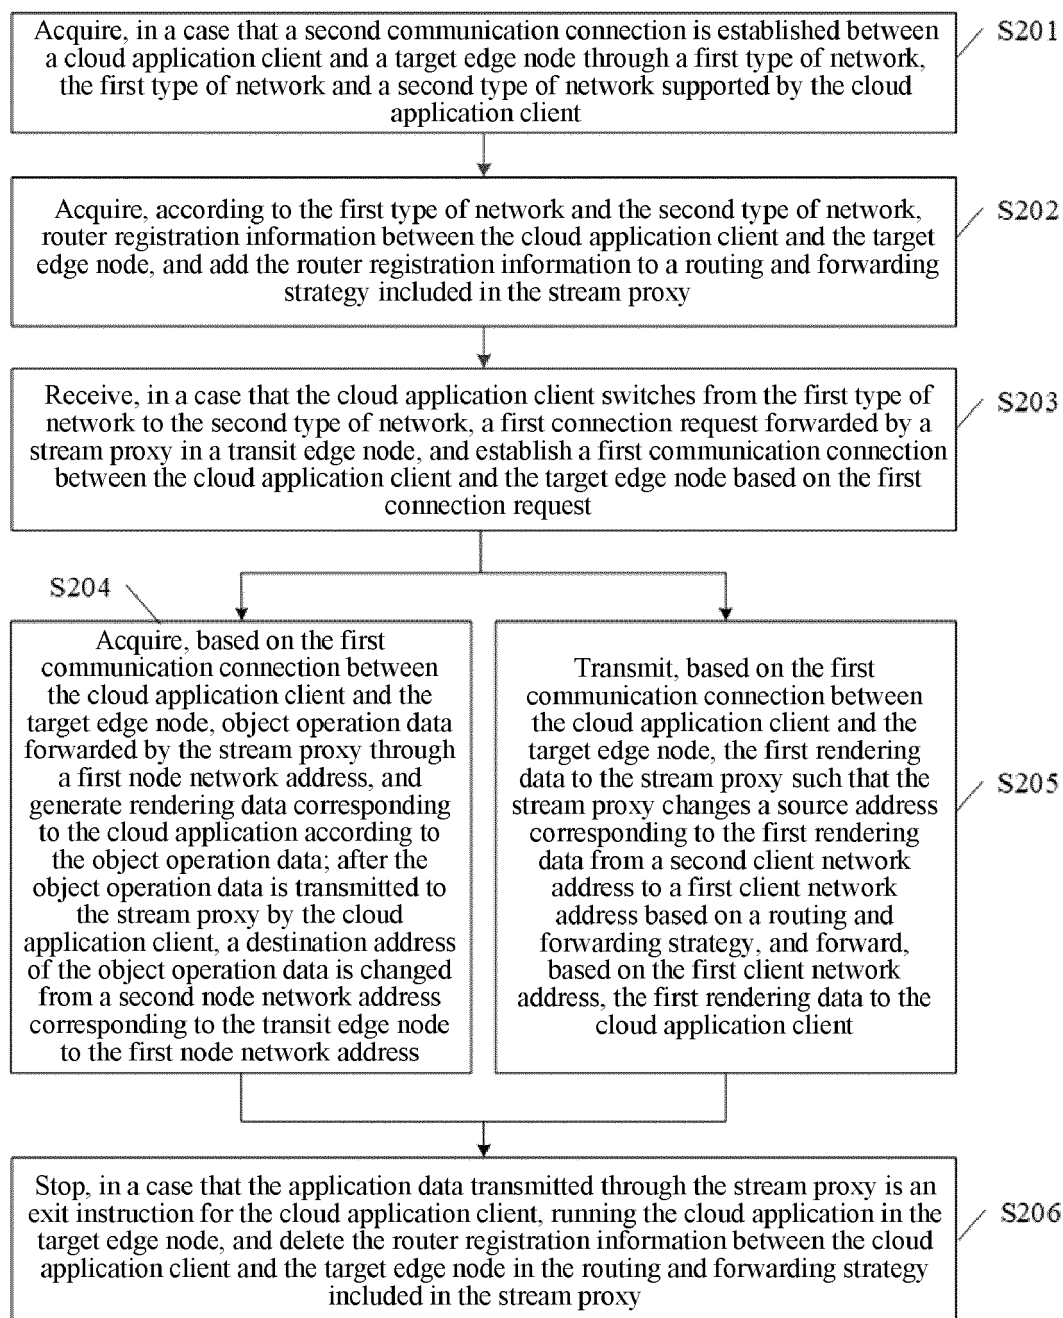 Acquire, in a case that a second communication connection is established between
a cloud application client and a target edge node through a first type of network,
the first type of network and a second type of network supported by the cloud
application client
S201
Acquire, according to the first type of network and the second type of network,
router registration information between the cloud application client and the target
edge node, and add the router registration information to a routing and forwarding
strategy included in the stream proxy
S202
Receive, in a case that the cloud application client switches from the first type of
network to the second type of network, a first connection request forwarded by a
stream proxy in a transit edge node, and establish a first communication connection
between the cloud application client and the target edge node based on the first
connection request
S203
S204
Acquire, based on the first
communication connection between
the cloud application client and the
target edge node, object operation data
forwarded by the stream proxy through
a first node network address, and
generate rendering data corresponding
to the cloud application according to
the object operation data; after the
object operation data is transmitted to
the stream proxy by the cloud
application client, a destination address
of the object operation data is changed
from a second node network address
corresponding to the transit edge node
to the first node network address
Transmit, based on the first
communication connection between
the cloud application client and the
target edge node, the first rendering
data to the stream proxy such that the
stream proxy changes a source address
corresponding to the first rendering
data from a second client network
address to a first client network
address based on a routing and
forwarding strategy, and forward,
based on the first client network
address, the first rendering data to the
cloud application client
S205
Stop, in a case that the application data transmitted through the stream proxy is an
exit instruction for the cloud application client, running the cloud application in the
target edge node, and delete the router registration information between the cloud
application client and the target edge node in the routing and forwarding strategy
included in the stream proxy
S206